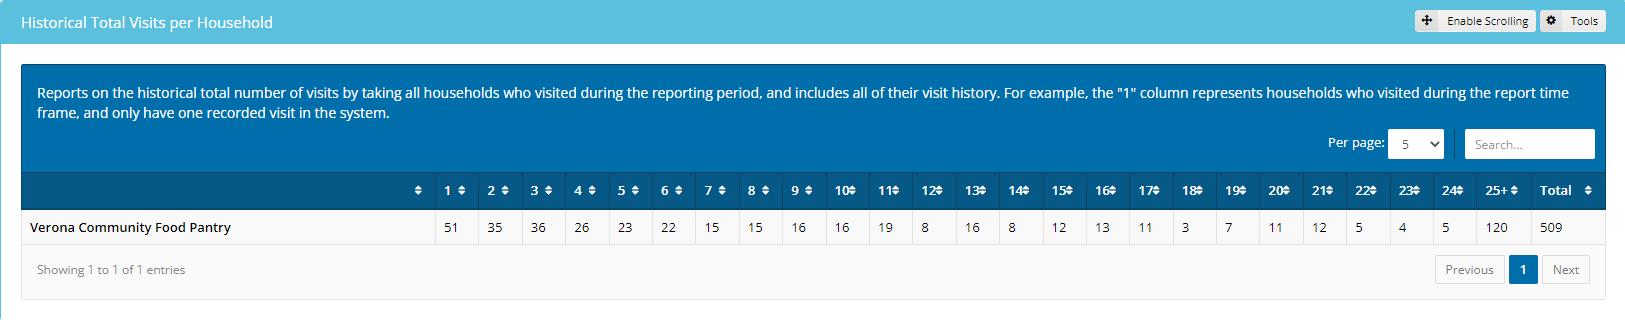 Historical Total Visits per Household
Enable Scrolling
Tools
Reports on the historical total number of visits by taking all households who visited during the reporting period, and includes all of their visit history. For example, the "1" column represents households who visited during the report time
frame, and only have one recorded visit in the system.
Per page: 5 Search...
1 2 3 4 5 6 7 8 9 10 11 12 13 14 15 16 17 18 19 20 21 22 23 24 25+ Total
Verona Community Food Pantry 51 35 36 26 23 22 15 15 16 16 19 8 16 8 12 13 11 3 7 11 12 5 4 5 120 509
Showing 1 to 1 of 1 entries
Previous 1 Next